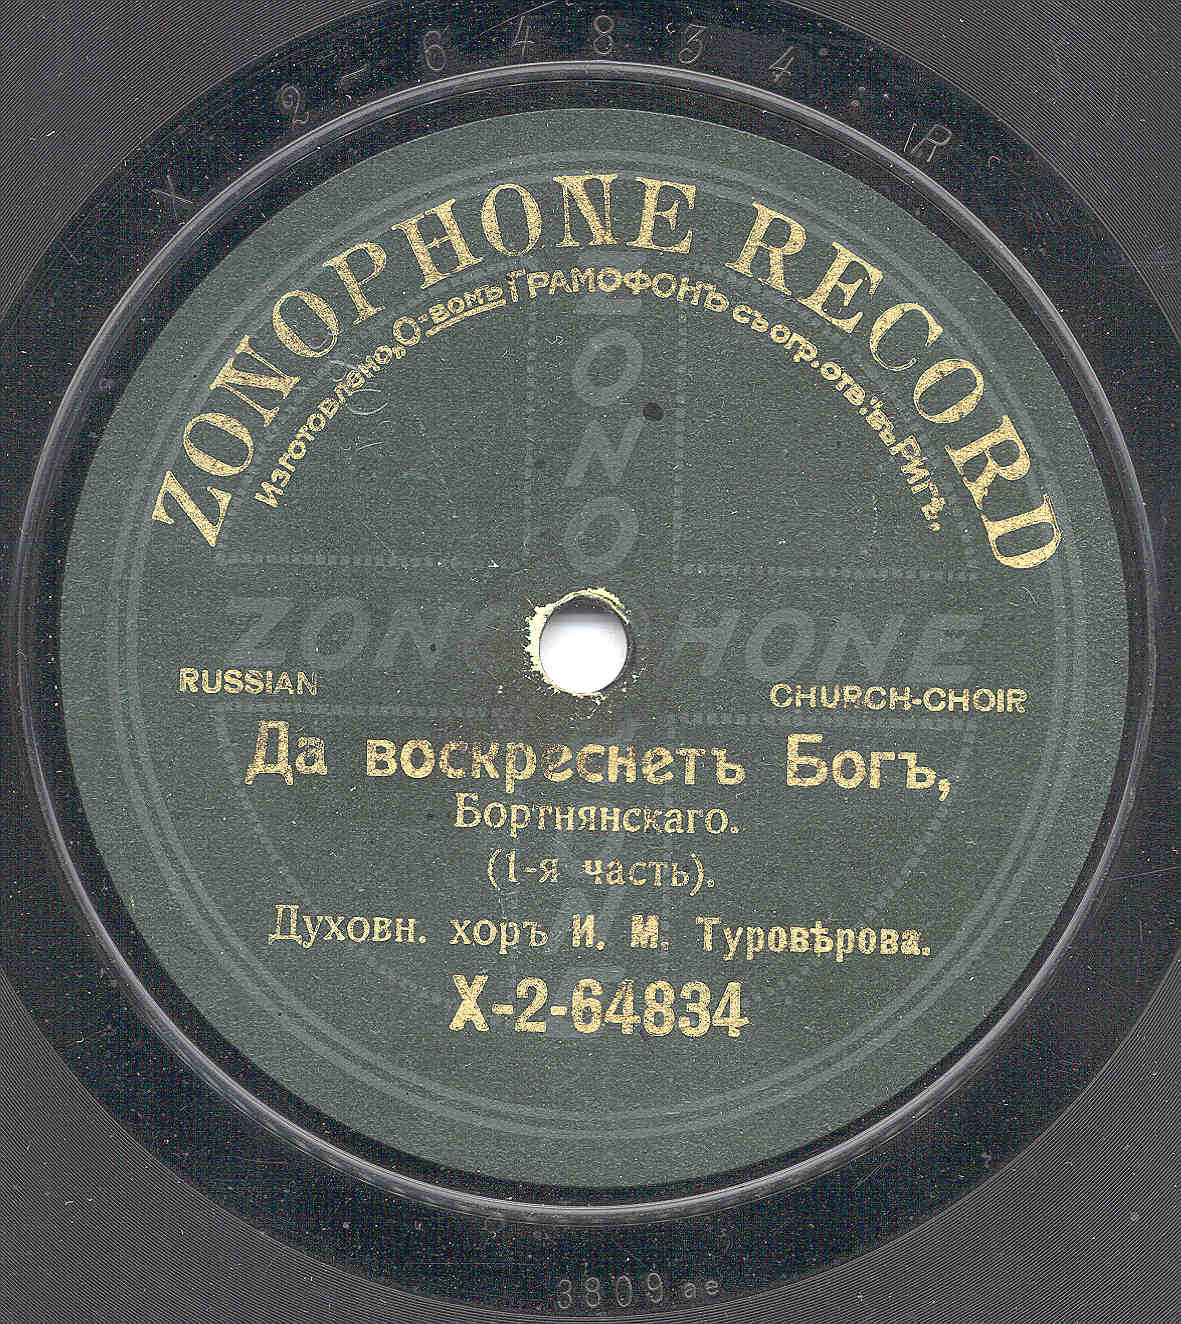 X 2-64834. R
ZONOPHONE RECORD
Изготовлено „О-вомъ ГРАМОФОНЪ съ огр. отв.“ въ РИГѢ,
ZONOPHONE
ZONOPHONE
RUSSIAN CHURCH-CHOIR
Да воскреснетъ Богъ,
Бортнянскаго.
(1-я часть).
Духовн. хоръ И. М. Туровѣрова.
X-2-64834
3809 ae